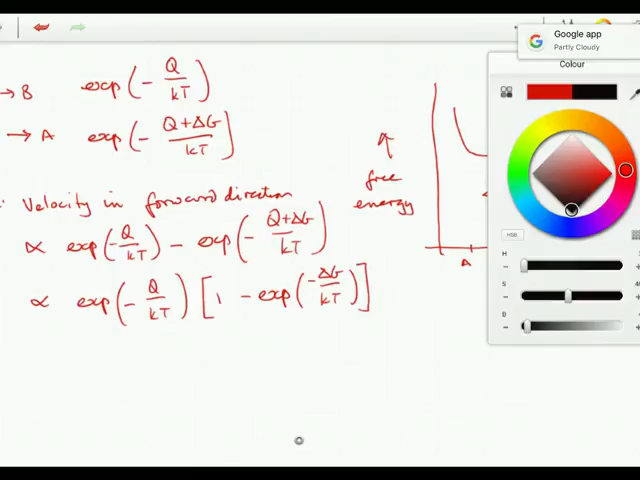 → B exp(- Q/kT)
→ A exp(- Q+ΔG/kT)
Velocity in forward direction
∝ exp(- Q/kT) - exp(- Q+ΔG/kT)
∝ exp(- Q/kT) [1 - exp(-ΔG/kT)]
free
energy
A
Google app
Partly Cloudy
Colour
HSB
H
S
B